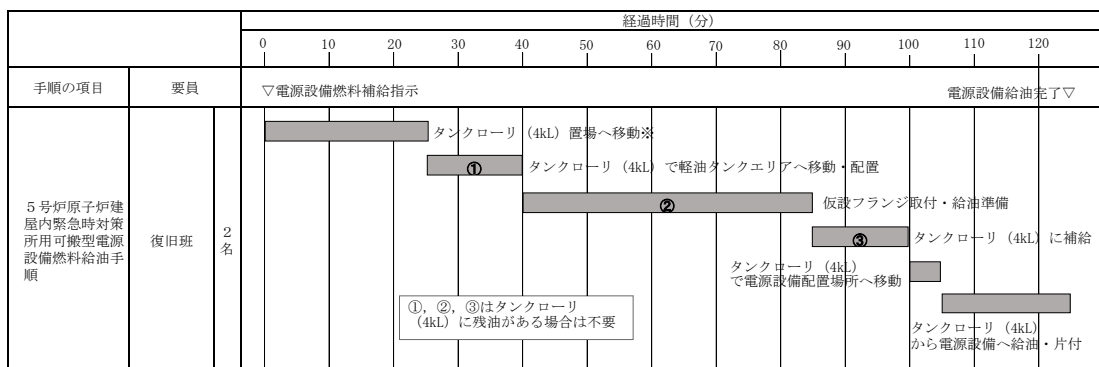 経過時間（分）
0 10 20 30 40 50 60 70 80 90 100 110 120
手順の項目 要員 ▽電源設備燃料補給指示 電源設備給油完了▽
タンクローリ（4kL）置場へ移動※
① タンクローリ（4kL）で軽油タンクエリアへ移動・配置
② 仮設フランジ取付・給油準備
③ タンクローリ（4kL）に補給
５号炉原子炉建
屋内緊急時対策
所用可搬型電源
設備燃料給油手
順
復旧班
２
名
タンクローリ（4kL）
で電源設備配置場所へ移動
①，②，③はタンクローリ
（4kL）に残油がある場合は不要
タンクローリ（4kL）
から電源設備へ給油・片付